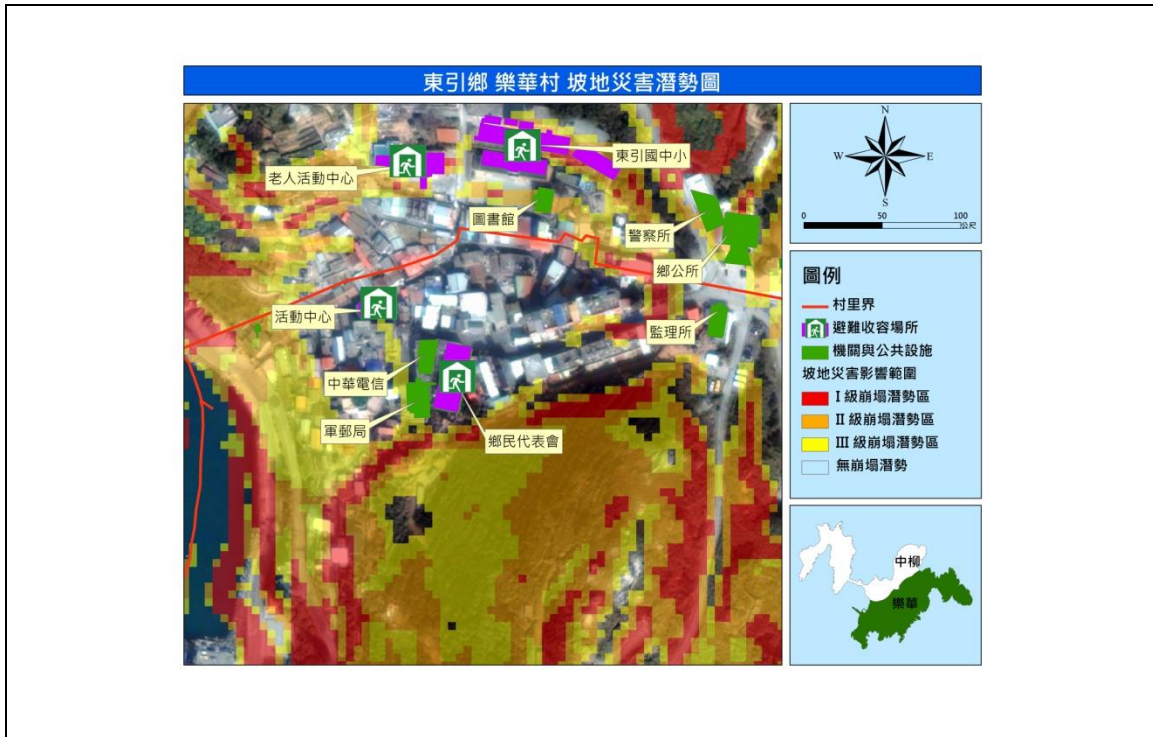 東引鄉 樂華村 坡地災害潛勢圖
東引國中小
老人活動中心
圖書館
警察所
鄉公所
活動中心
監理所
中華電信
軍郵局
鄉民代表會
N
W
E
S
0
50
100
公尺
圖例
村里界
避難收容場所
機關與公共設施
坡地災害影響範圍
I 級崩塌潛勢區
II 級崩塌潛勢區
III 級崩塌潛勢區
無崩塌潛勢
中柳
樂華